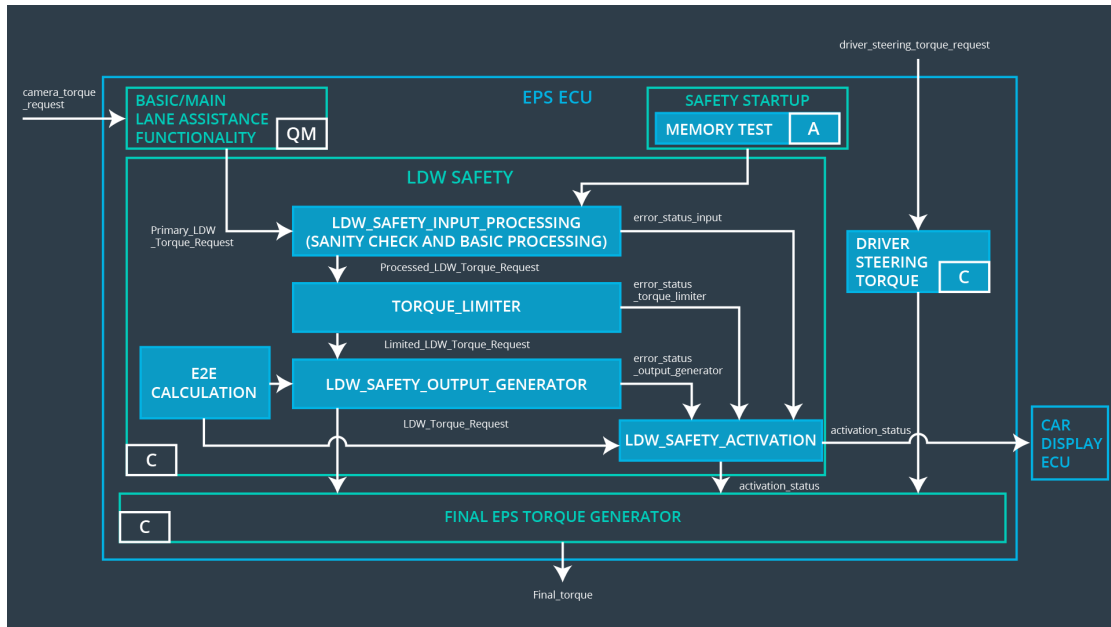 driver_steering_torque_request
camera_torque
_request
EPS ECU
BASIC/MAIN
LANE ASSISTANCE
FUNCTIONALITY
QM
SAFETY STARTUP
MEMORY TEST
A
LDW SAFETY
Primary_LDW
_Torque_Request
LDW_SAFETY_INPUT_PROCESSING
(SANITY CHECK AND BASIC PROCESSING)
error_status_input
DRIVER
STEERING
TORQUE
C
Processed_LDW_Torque_Request
TORQUE_LIMITER
error_status
_torque_limiter
Limited_LDW_Torque_Request
E2E
CALCULATION
LDW_SAFETY_OUTPUT_GENERATOR
error_status
_output_generator
LDW_Torque_Request
LDW_SAFETY_ACTIVATION
activation_status
CAR
DISPLAY
ECU
C
activation_status
FINAL EPS TORQUE GENERATOR
C
Final_torque